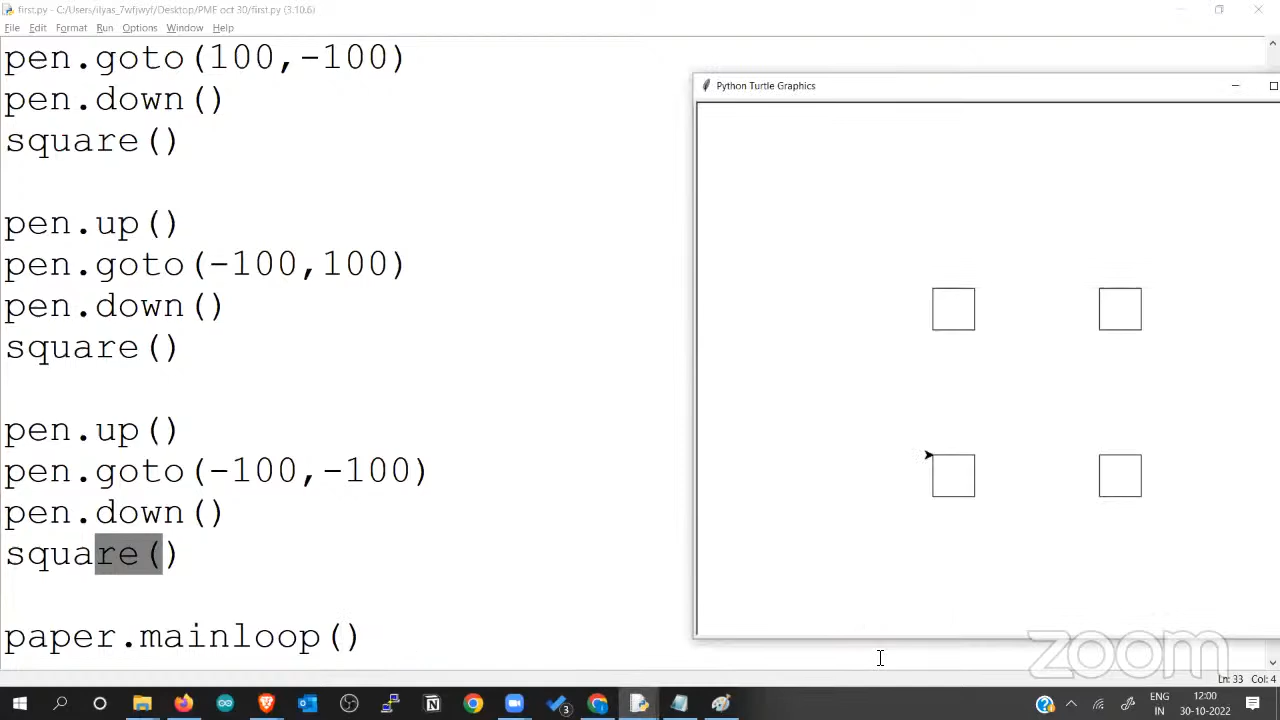 first.py - C:/Users/ilyas_7wfjwyf/Desktop/PME oct 30/first.py (3.10.6)
File Edit Format Run Options Window Help
pen.goto(100,-100)
pen.down()
square()
pen.up()
pen.goto(-100,100)
pen.down()
square()
pen.up()
pen.goto(-100,-100)
pen.down()
square()
paper.mainloop()
Python Turtle Graphics
zoom
Ln: 33 Col: 4
3
ENG
IN
12:00
30-10-2022